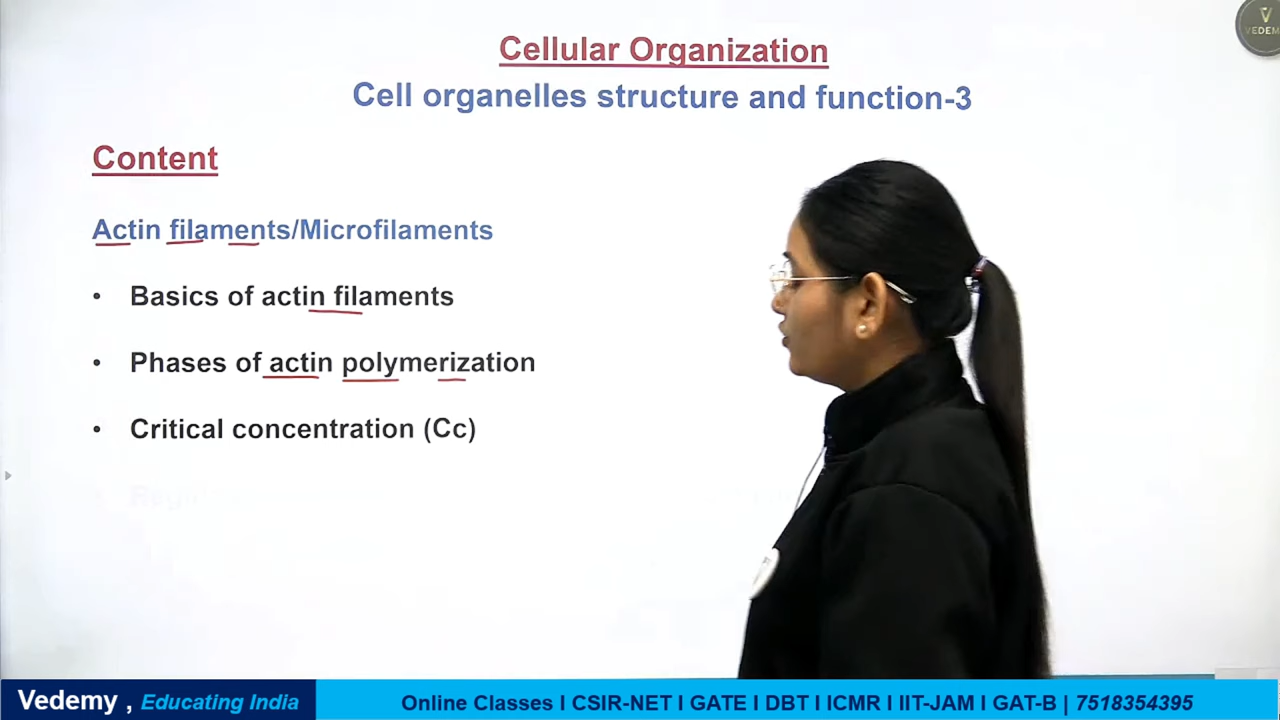 Cellular Organization
Cell organelles structure and function-3
Content
Actin filaments/Microfilaments
• Basics of actin filaments
• Phases of actin polymerization
• Critical concentration (Cc)
Vedemy , Educating India
Online Classes I CSIR-NET I GATE I DBT I ICMR I IIT-JAM I GAT-B | 7518354395